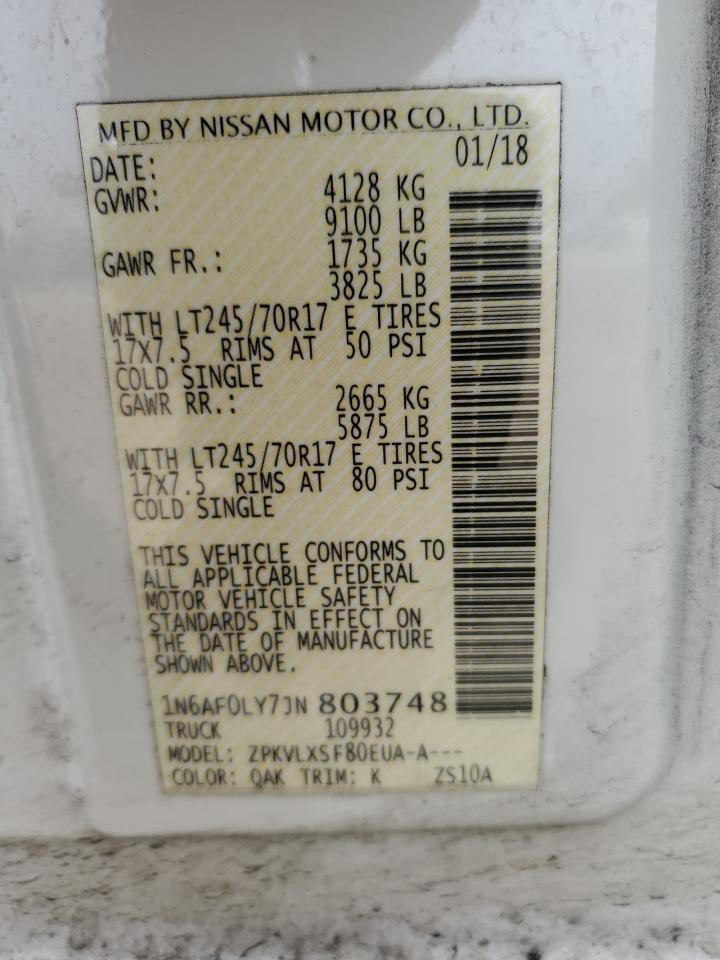 MFD BY NISSAN MOTOR CO., LTD.
DATE: 01/18
GVWR: 4128 KG
9100 LB
GAWR FR.: 1735 KG
3825 LB
WITH LT245/70R17 E TIRES
17X7.5 RIMS AT 50 PSI
COLD SINGLE
GAWR RR.: 2665 KG
5875 LB
WITH LT245/70R17 E TIRES
17X7.5 RIMS AT 80 PSI
COLD SINGLE
THIS VEHICLE CONFORMS TO
ALL APPLICABLE FEDERAL
MOTOR VEHICLE SAFETY
STANDARDS IN EFFECT ON
THE DATE OF MANUFACTURE
SHOWN ABOVE.
1N6AF0LY7JN 803748
TRUCK 109932
MODEL: ZPKVLXSF80EUA-A---
COLOR: QAK TRIM: K ZS10A